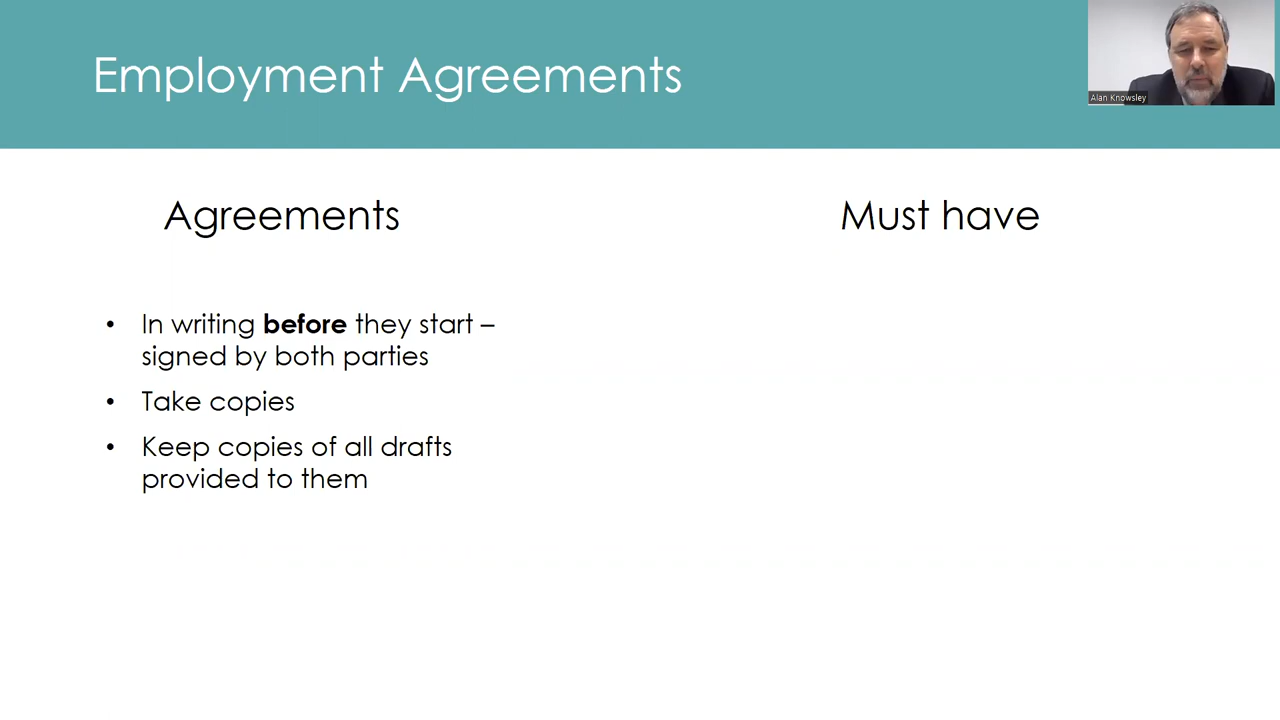 Employment Agreements
Alan Knowsley
Agreements
Must have
• In writing before they start –
signed by both parties
• Take copies
• Keep copies of all drafts
provided to them